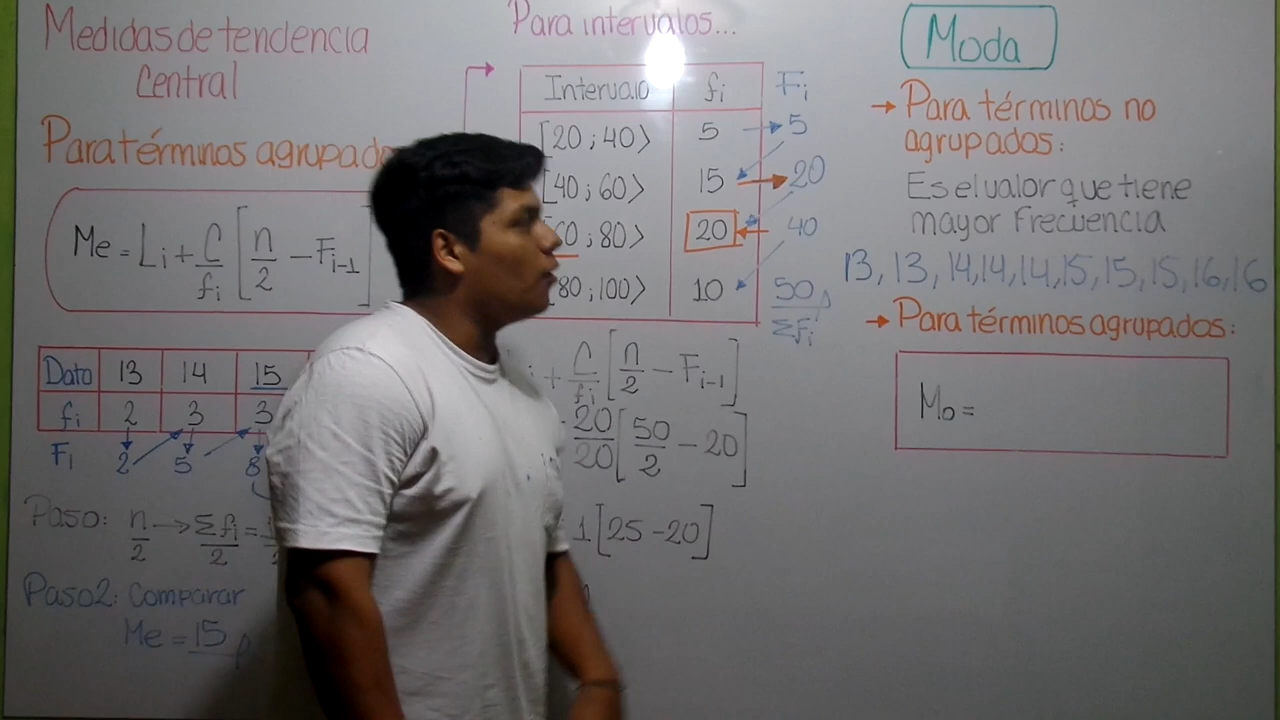 Medidas de tendencia
Central
Para términos agrupado
Me = Li + C/fi [n/2 - Fi-1]
Dato 13 14 15
fi 2 3 3
Fi 2 5 8
Paso: n/2 → Σfi/2 =
Paso2: Comparar
Me = 15
Para intervalos...
Intervalo fi Fi
[20 ; 40⟩ 5 5
[40 ; 60⟩ 15 20
60 ; 80⟩ 20 40
[80 ; 100⟩ 10 50
Σfi
+ C/fi [n/2 - Fi-1]
20/20 [50/2 - 20]
1 [25 - 20]
Moda
→ Para términos no
agrupados:
Es el valor que tiene
mayor frecuencia
13, 13, 14, 14, 14, 15, 15, 15, 16, 16
→ Para términos agrupados:
Mo =